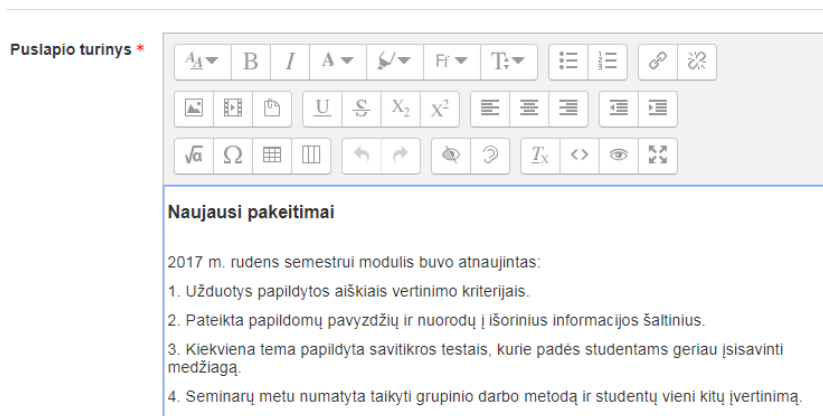 Puslapio turinys *
Naujausi pakeitimai
2017 m. rudens semestrui modulis buvo atnaujintas:
1. Užduotys papildytos aiškiais vertinimo kriterijais.
2. Pateikta papildomų pavyzdžių ir nuorodų į išorinius informacijos šaltinius.
3. Kiekviena tema papildyta savitikros testais, kurie padės studentams geriau įsisavinti
medžiagą.
4. Seminarų metu numatyta taikyti grupinio darbo metodą ir studentų vieni kitų įvertinimą.